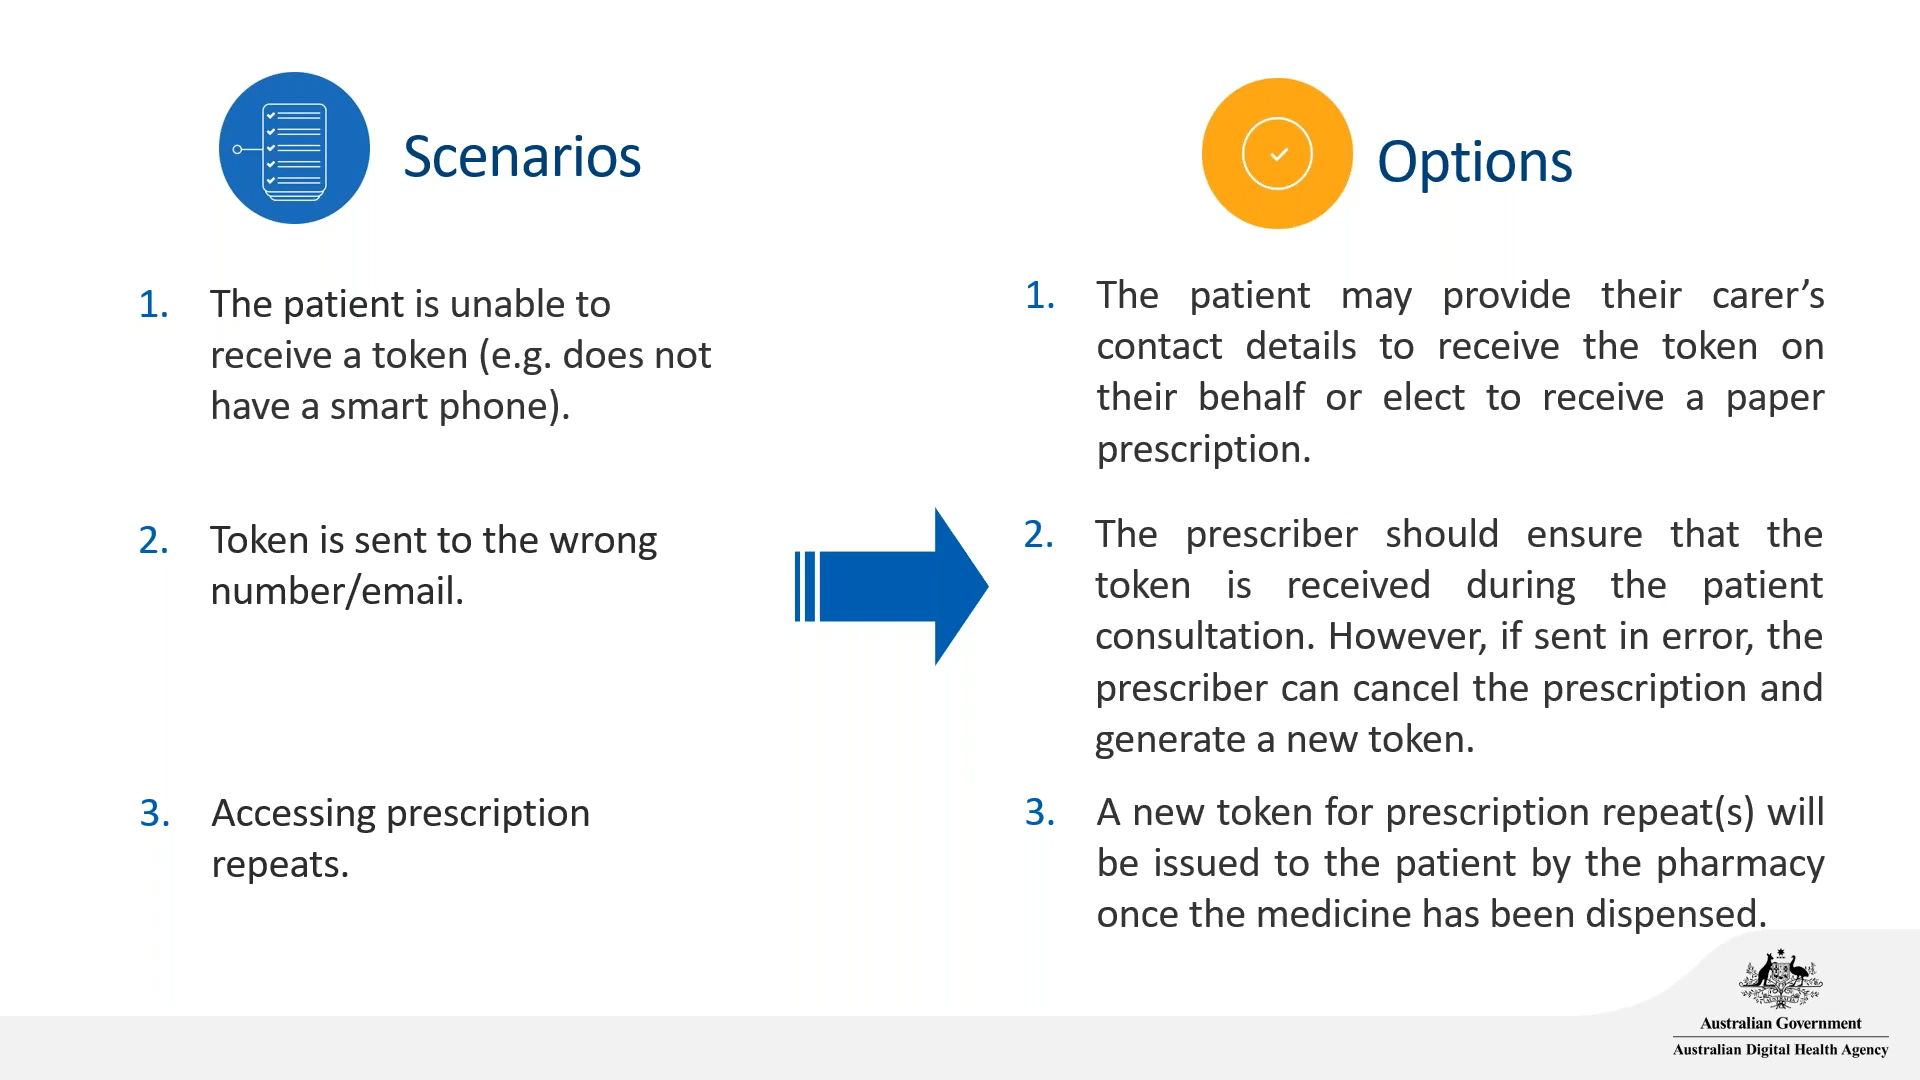 Scenarios
1. The patient is unable to
receive a token (e.g. does not
have a smart phone).
2. Token is sent to the wrong
number/email.
3. Accessing prescription
repeats.
Options
1. The patient may provide their carer’s
contact details to receive the token on
their behalf or elect to receive a paper
prescription.
2. The prescriber should ensure that the
token is received during the patient
consultation. However, if sent in error, the
prescriber can cancel the prescription and
generate a new token.
3. A new token for prescription repeat(s) will
be issued to the patient by the pharmacy
once the medicine has been dispensed.
Australian Government
Australian Digital Health Agency